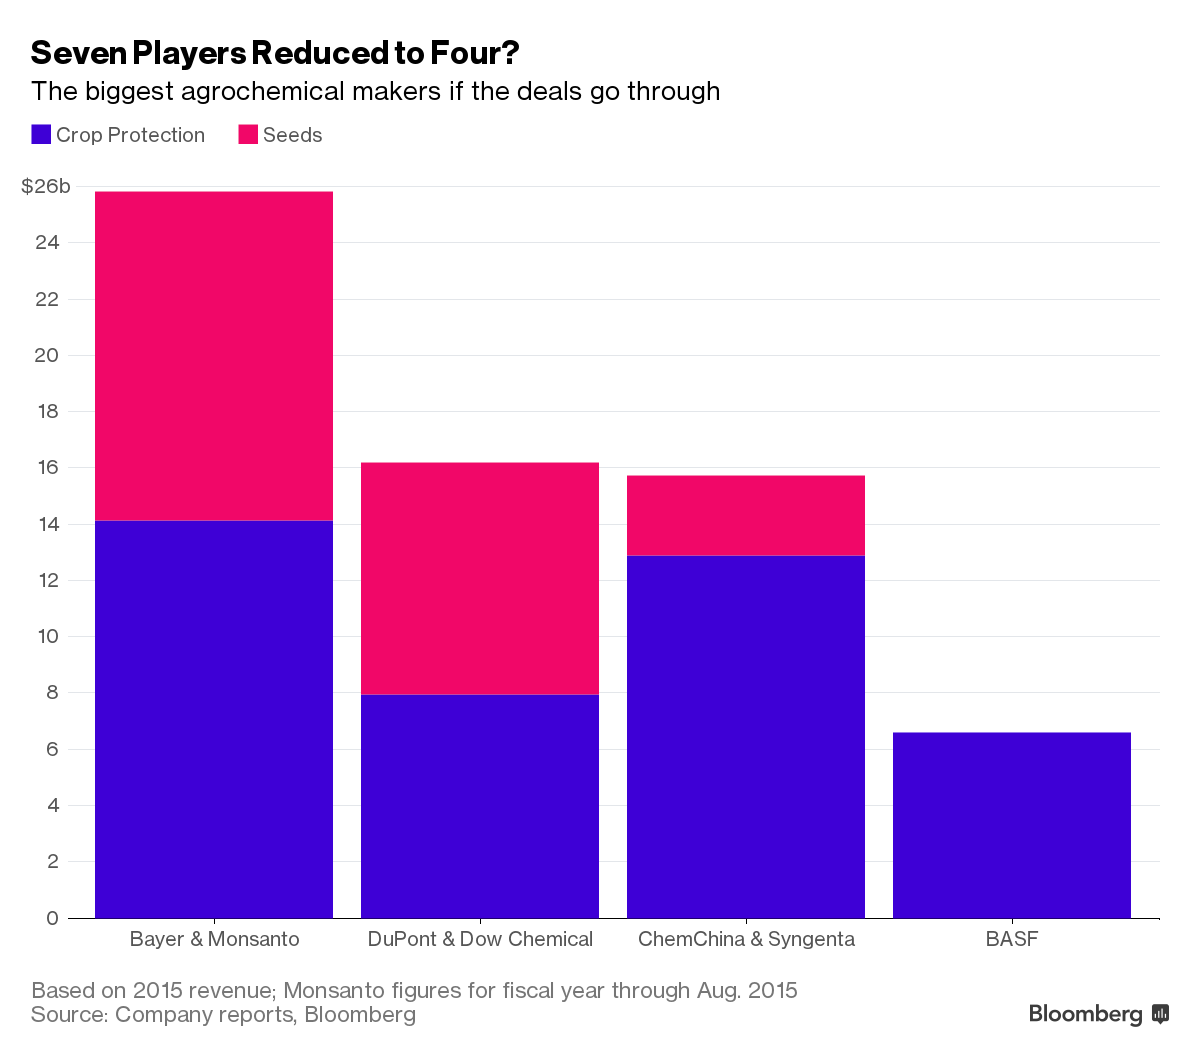 Seven Players Reduced to Four?
The biggest agrochemical makers if the deals go through
Crop Protection Seeds
$26b
24
22
20
18
16
14
12
10
8
6
4
2
0
Bayer & Monsanto DuPont & Dow Chemical ChemChina & Syngenta BASF
Based on 2015 revenue; Monsanto figures for fiscal year through Aug. 2015
Source: Company reports, Bloomberg
Bloomberg